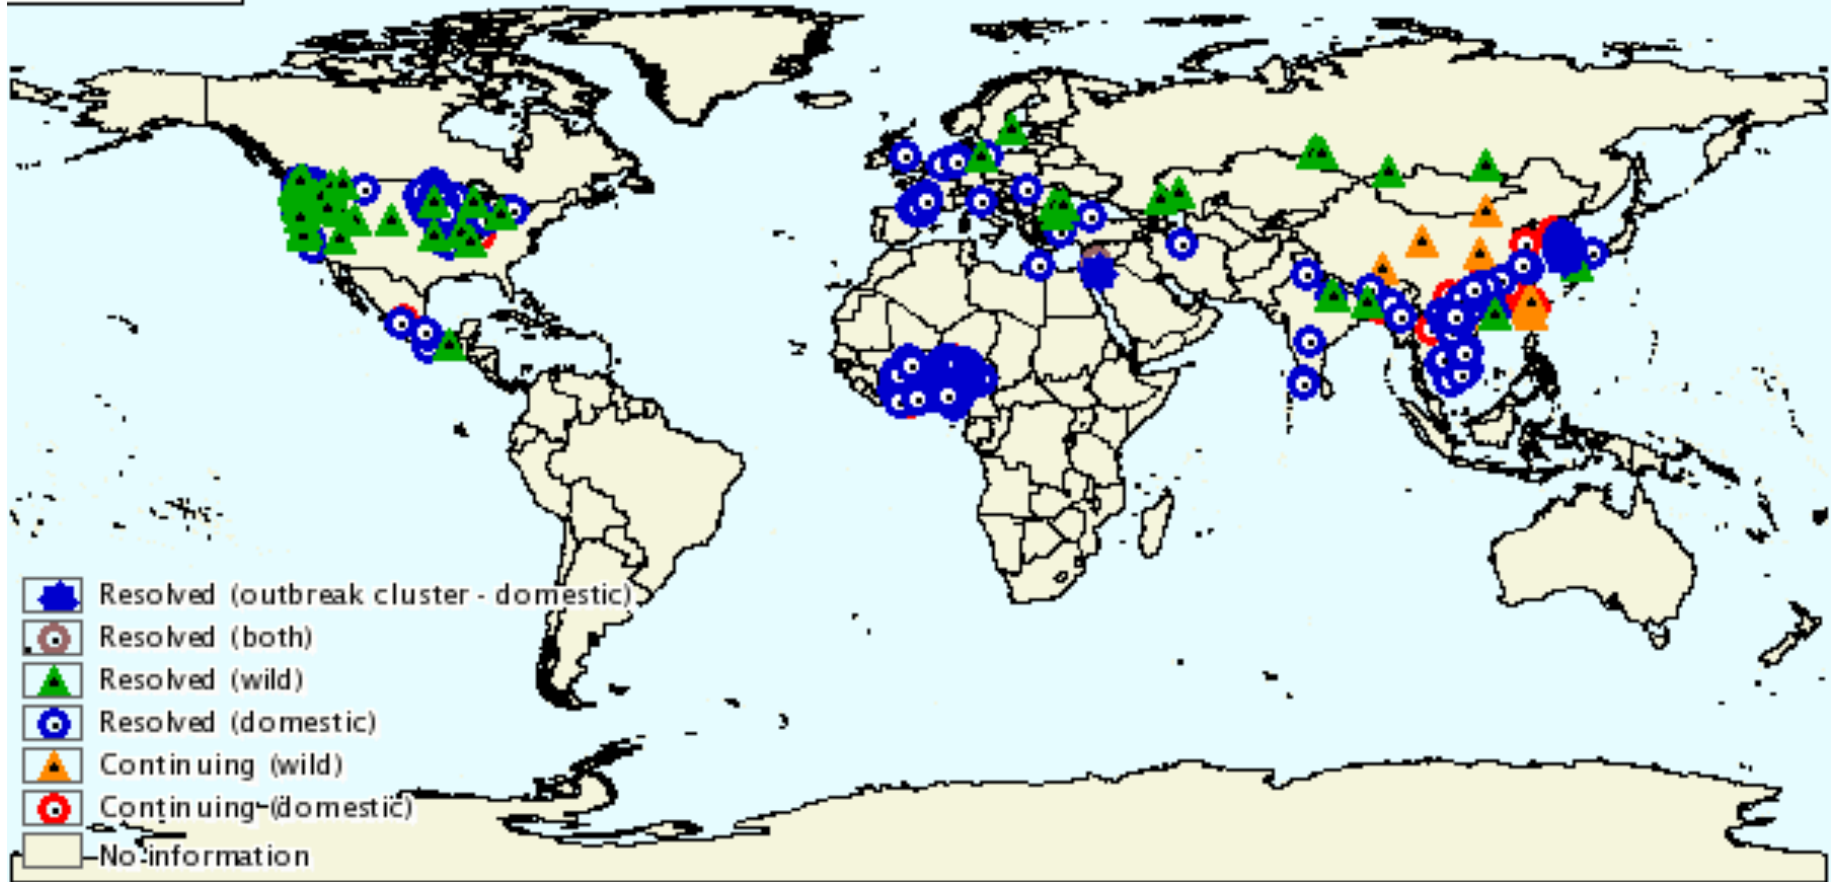 Resolved (outbreak cluster - domestic)
Resolved (both)
Resolved (wild)
Resolved (domestic)
Continuing (wild)
Continuing (domestic)
No information